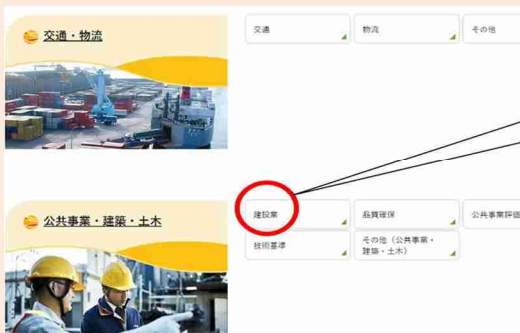 交通・物流
交通
物流
その他
公共事業・建築・土木
建設業
品質確保
公共事業評価
技術基準
その他（公共事業・
建築・土木）